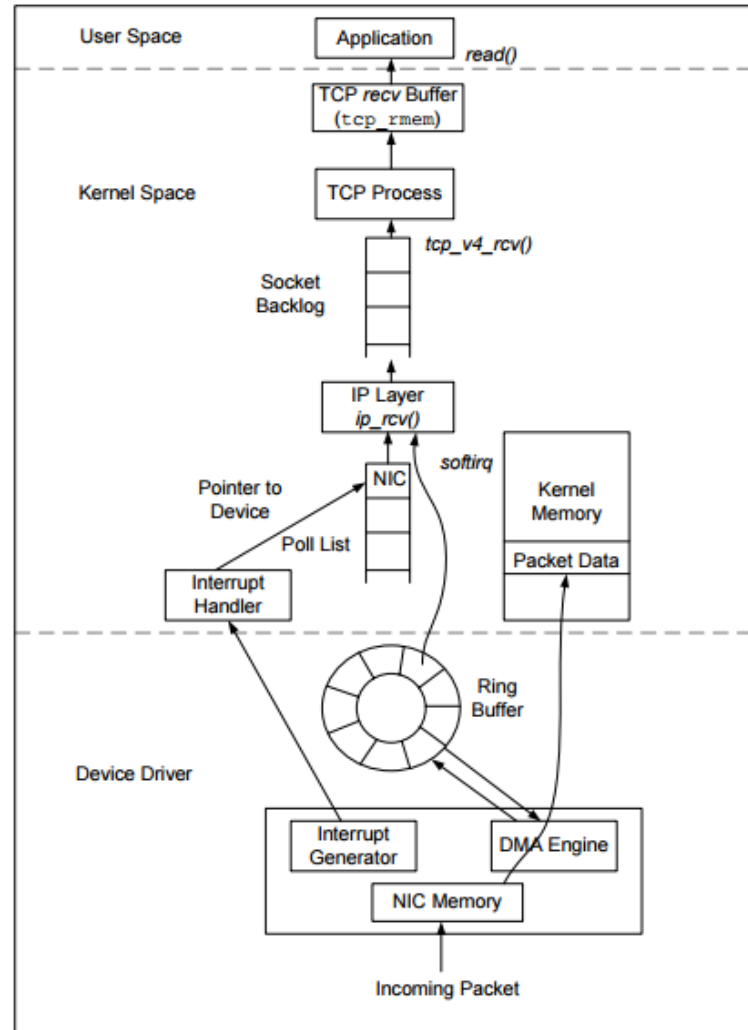 User Space
Application
read()
TCP recv Buffer
(tcp_rmem)
Kernel Space
TCP Process
tcp_v4_rcv()
Socket
Backlog
IP Layer
ip_rcv()
softirq
Pointer to
Device
NIC
Kernel
Memory
Poll List
Packet Data
Interrupt
Handler
Ring
Buffer
Device Driver
Interrupt
Generator
DMA Engine
NIC Memory
Incoming Packet